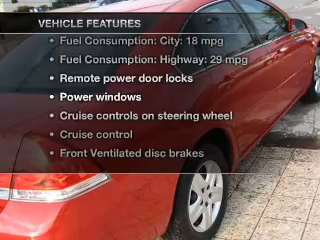 VEHICLE FEATURES
• Fuel Consumption: City: 18 mpg
• Fuel Consumption: Highway: 29 mpg
• Remote power door locks
• Power windows
• Cruise controls on steering wheel
• Cruise control
• Front Ventilated disc brakes